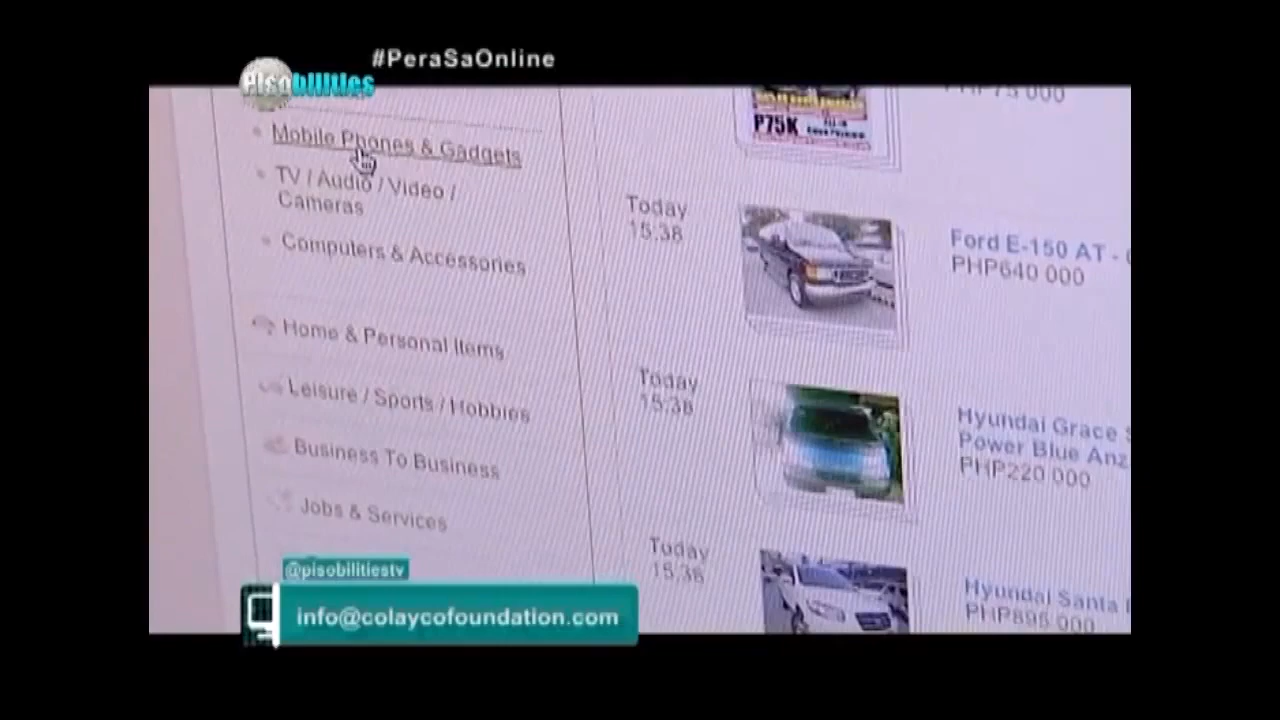 #PeraSaOnline
Pisobilities
Mobile Phones & Gadgets
TV / Audio / Video /
Cameras
Computers & Accessories
Home & Personal Items
Leisure / Sports / Hobbies
Business To Business
Jobs & Services
P75K
Today
15:38
Ford E-150 AT -
PHP640 000
Today
15:38
Hyundai Grace
Power Blue Anz
PHP220 000
Today
15:38
Hyundai Santa
PHP895 000
@pisobilitiestv
info@colaycofoundation.com